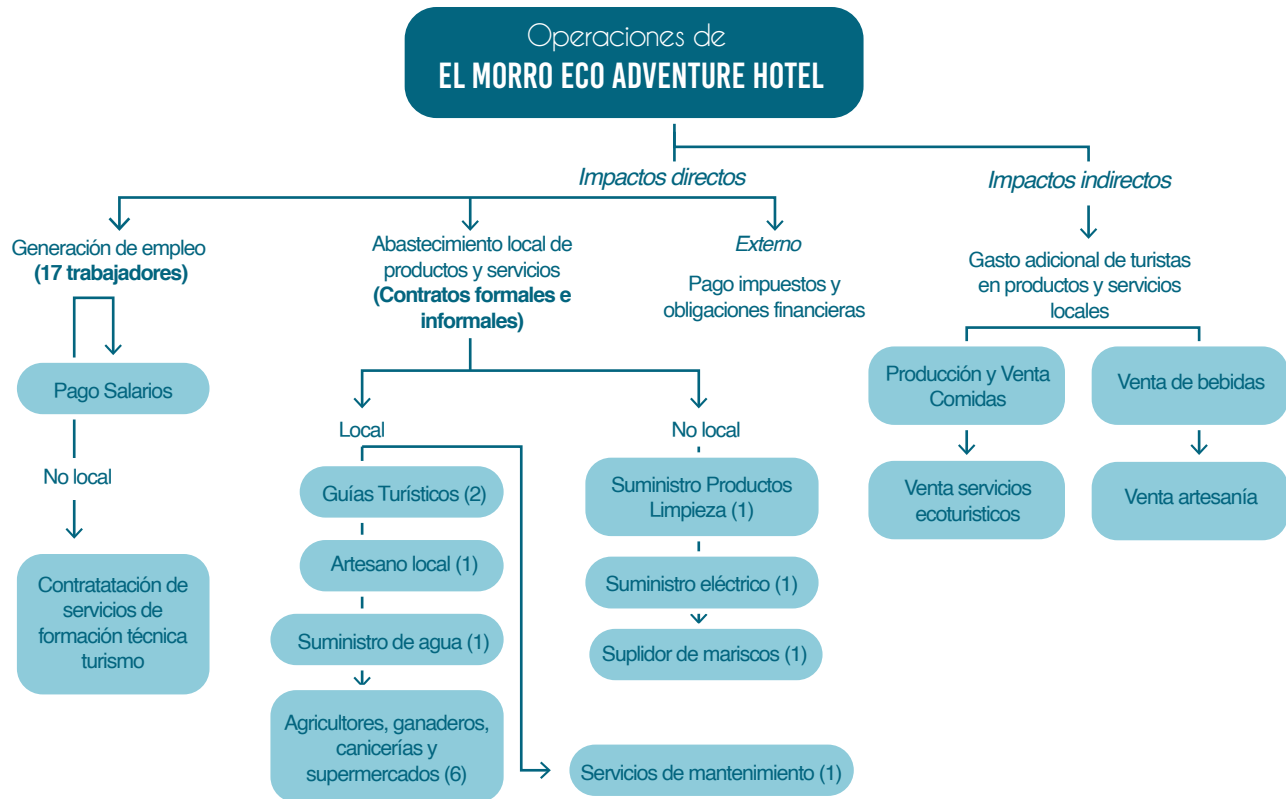 Operaciones de
EL MORRO ECO ADVENTURE HOTEL
Impactos directos
Impactos indirectos
Generación de empleo
(17 trabajadores)
Pago Salarios
No local
Contratatación de
servicios de
formación técnica
turismo
Abastecimiento local de
productos y servicios
(Contratos formales e
informales)
Local
Guías Turísticos (2)
Artesano local (1)
Suministro de agua (1)
Agricultores, ganaderos,
canicerías y
supermercados (6)
Servicios de mantenimiento (1)
No local
Suministro Productos
Limpieza (1)
Suministro eléctrico (1)
Suplidor de mariscos (1)
Externo
Pago impuestos y
obligaciones financieras
Gasto adicional de turistas
en productos y servicios
locales
Producción y Venta
Comidas
Venta servicios
ecoturisticos
Venta de bebidas
Venta artesanía